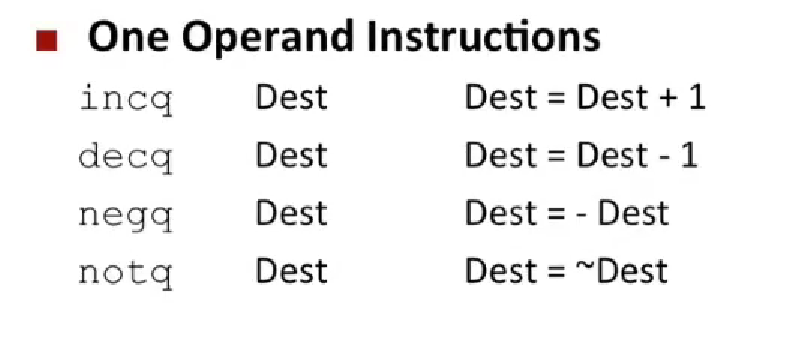 One Operand Instructions
incq Dest Dest = Dest + 1
decq Dest Dest = Dest - 1
negq Dest Dest = - Dest
notq Dest Dest = ~Dest